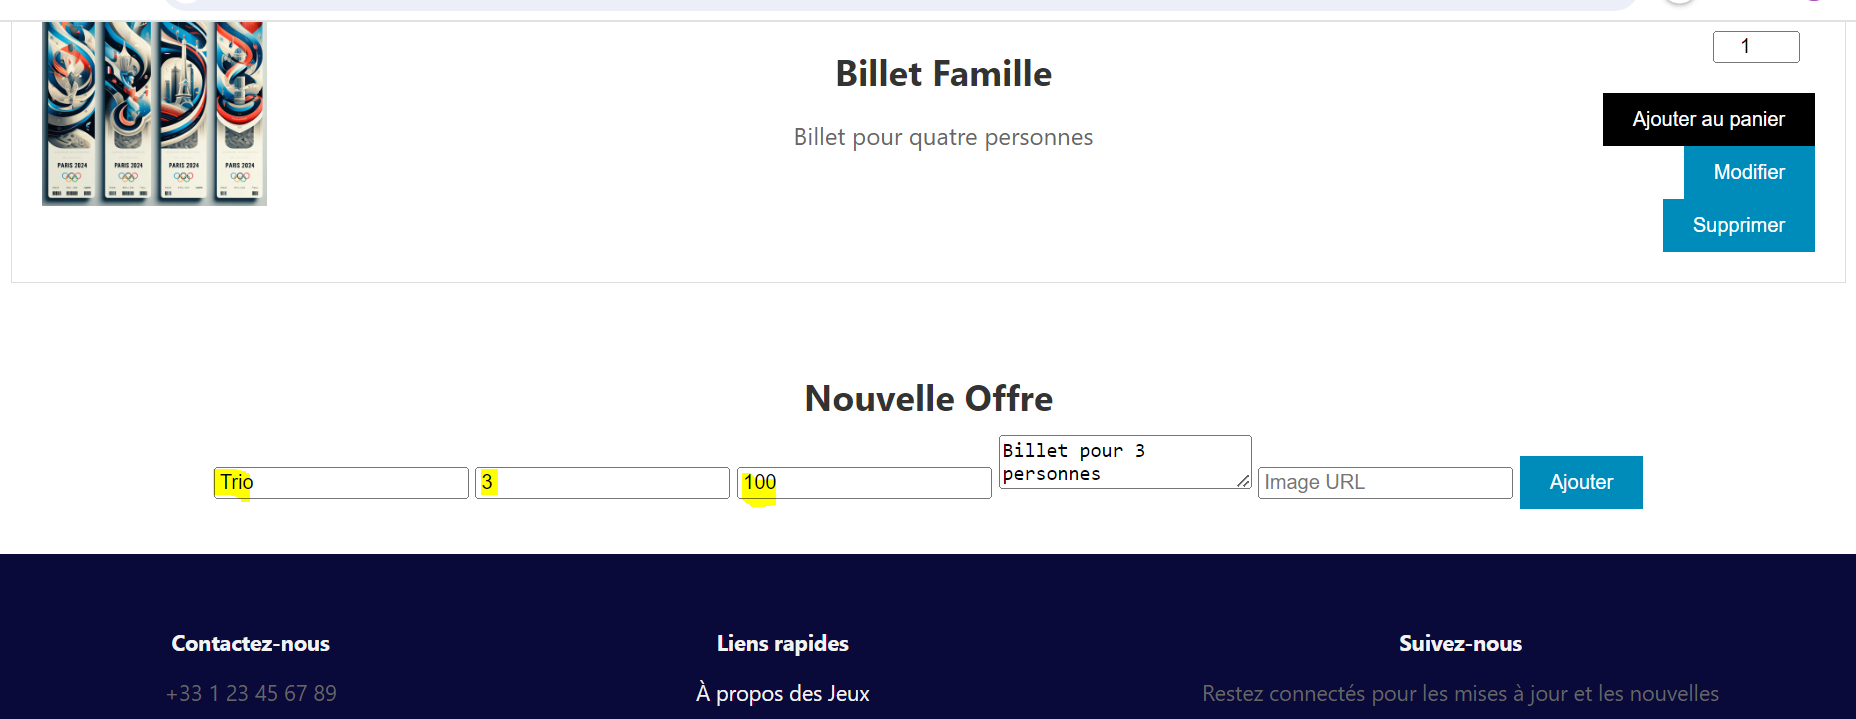 PARIS 2024 PARIS 2024 PARIS 2024 PARIS 2024
1
Billet Famille
Billet pour quatre personnes
Ajouter au panier
Modifier
Supprimer
Nouvelle Offre
Trio
3
100
Billet pour 3
personnes
Image URL
Ajouter
Contactez-nous
+33 1 23 45 67 89
Liens rapides
À propos des Jeux
Suivez-nous
Restez connectés pour les mises à jour et les nouvelles